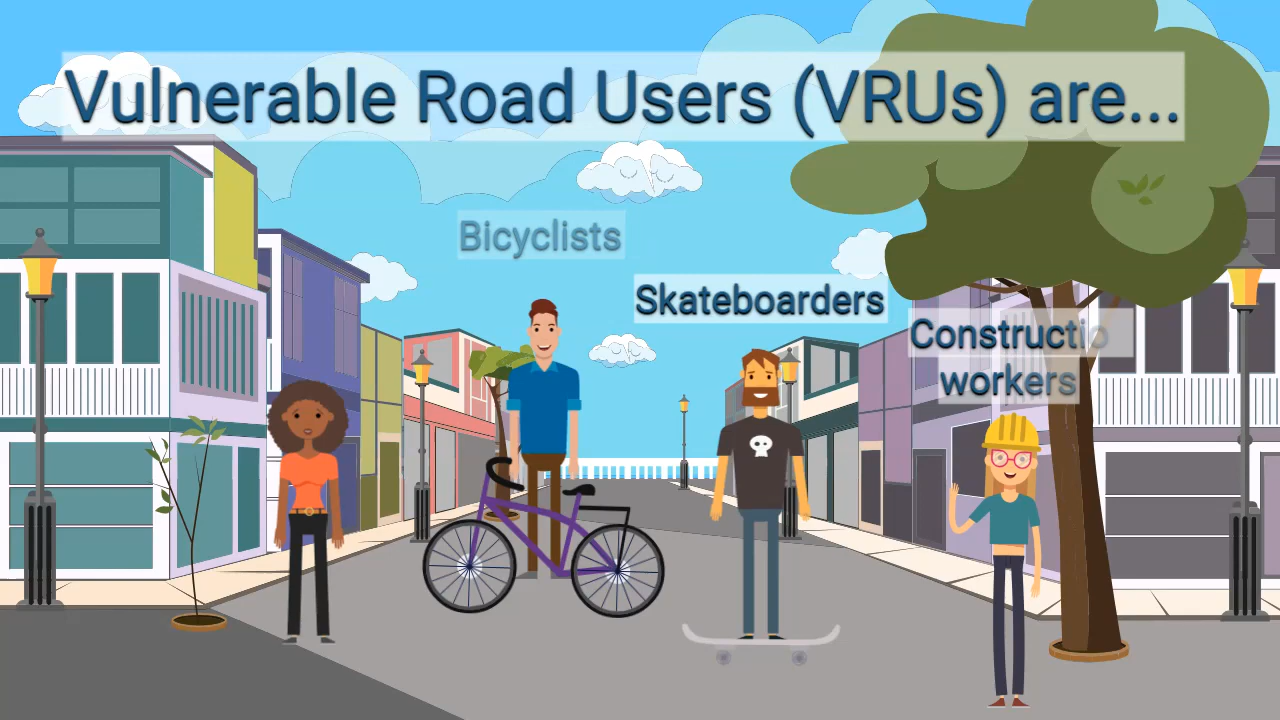 Vulnerable Road Users (VRUs) are...
Bicyclists
Skateboarders
Constructio
workers